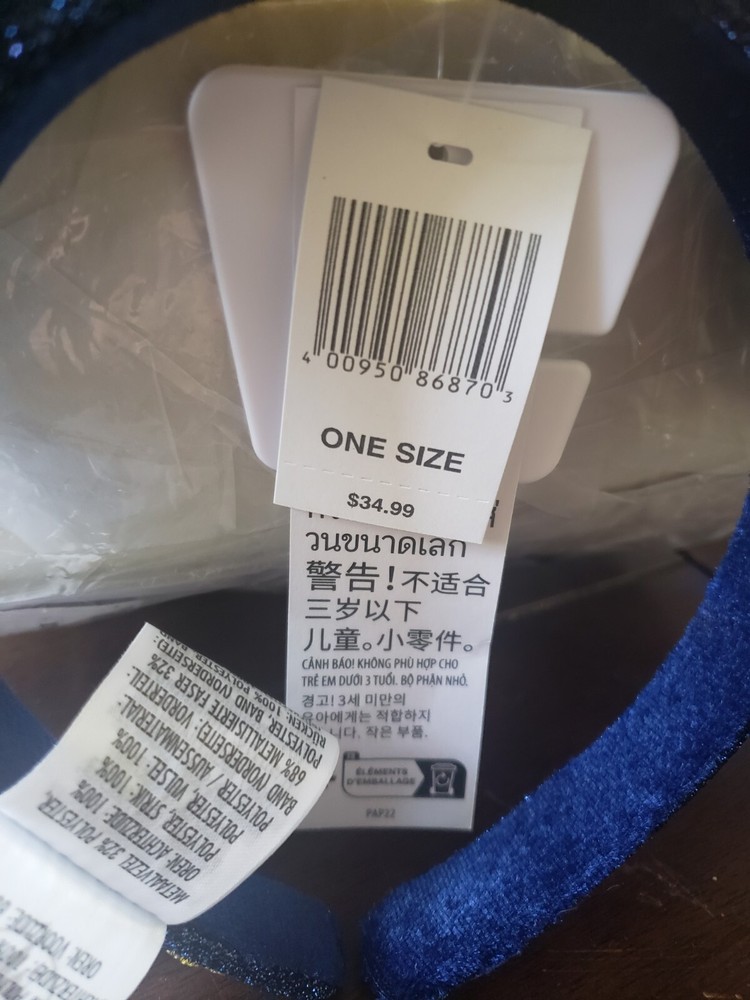 4 00950 86870 3
ONE SIZE
$34.99
วนขนาดเลก
警告！不适合
三岁以下
儿童。小零件。
CẢNH BÁO! KHÔNG PHÙ HỢP CHO
TRẺ EM DƯỚI 3 TUỔI. BỘ PHẬN NHỎ.
경고! 3세 미만의
유아에게는 적합하지
니다. 작은 부품.
FR
ÉLÉMENTS
D'EMBALLAGE
PAP22
RÜCKEN: 100% POLYESTER
POLYESTER, BAND (VORDERSEITE):
68% METALLISIERTE FASER 32%
BAND (VORDERSEITE): VORDERTEIL:
POLYESTER / AUSSENMATERIAL:
POLYESTER, VULSEL: 100%
POLYESTER, STRIK: 100%
OREN: ACHTERZIJDE: 100%
METAALVEZEL 32% POLYESTER,